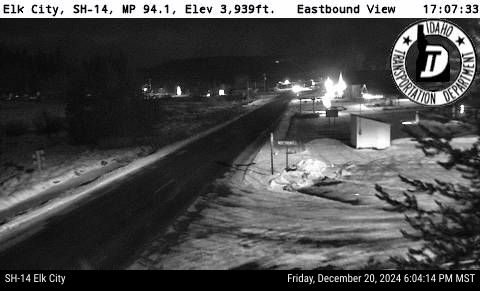 Elk City, SH-14, MP 94.1, Elev 3,939ft. Eastbound View 17:07:33
IDAHO
TRANSPORTATION DEPARTMENT
SH-14 Elk City Friday, December 20, 2024 6:04:14 PM MST